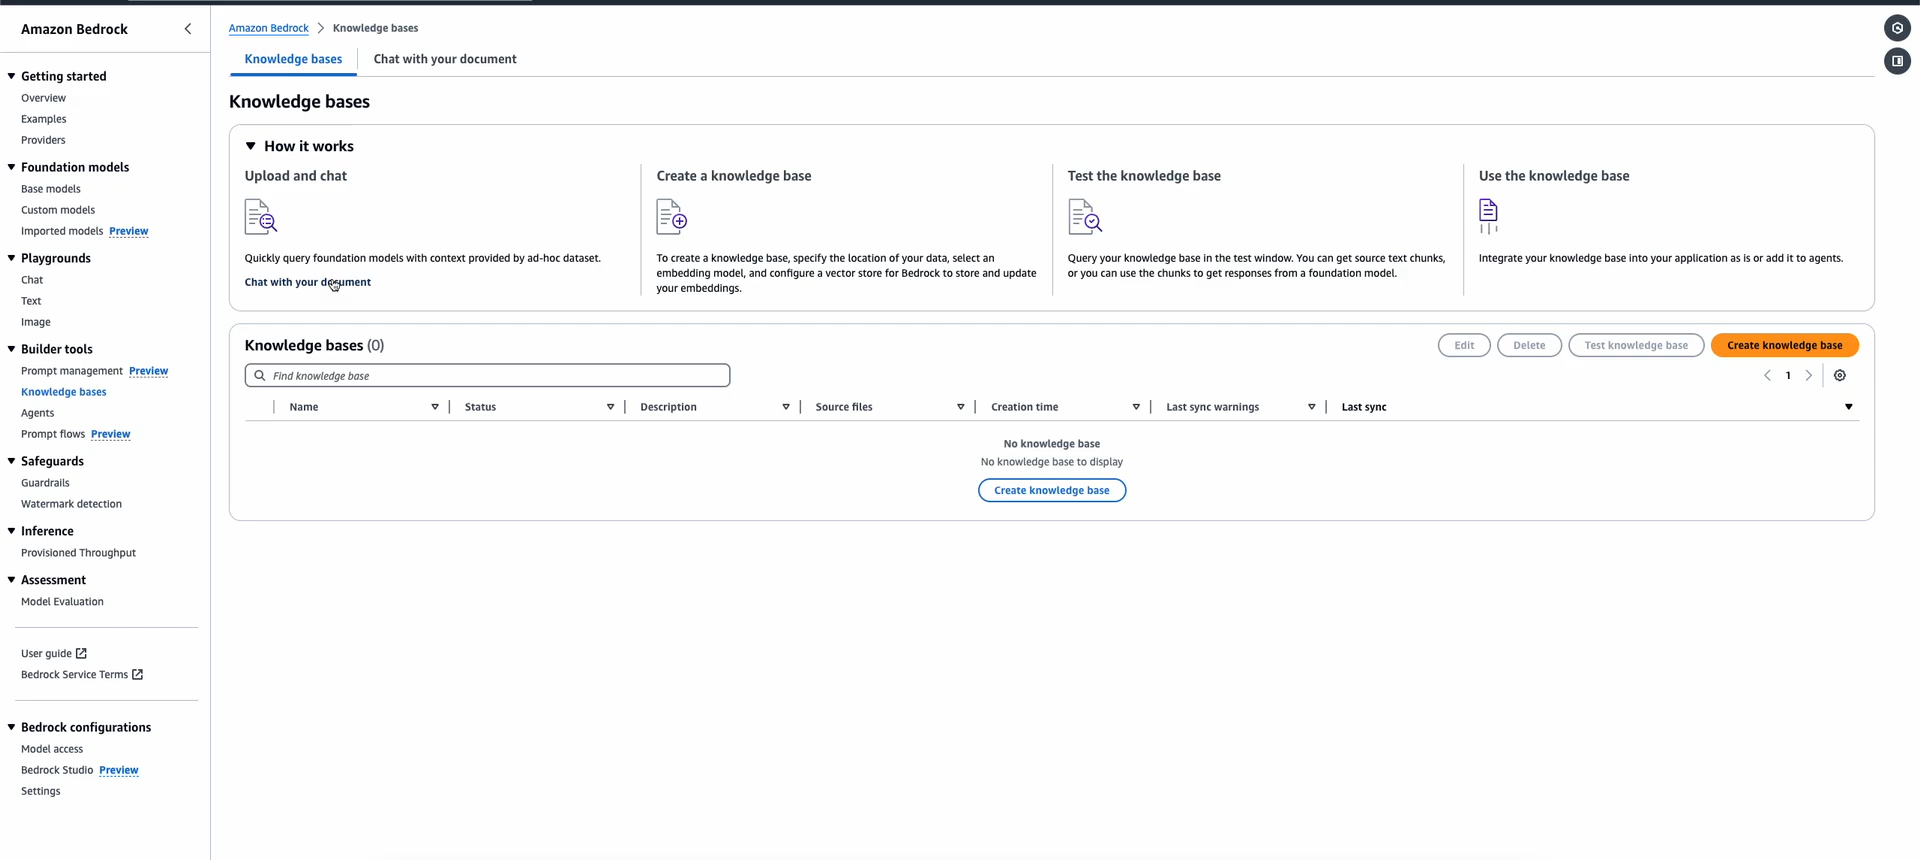 Amazon Bedrock
Getting started
Overview
Examples
Providers
Foundation models
Base models
Custom models
Imported models Preview
Playgrounds
Chat
Text
Image
Builder tools
Prompt management Preview
Knowledge bases
Agents
Prompt flows Preview
Safeguards
Guardrails
Watermark detection
Inference
Provisioned Throughput
Assessment
Model Evaluation
User guide
Bedrock Service Terms
Bedrock configurations
Model access
Bedrock Studio Preview
Settings
Amazon Bedrock > Knowledge bases
Knowledge bases Chat with your document
Knowledge bases
How it works
Upload and chat
Quickly query foundation models with context provided by ad-hoc dataset.
Chat with your document
Create a knowledge base
To create a knowledge base, specify the location of your data, select an
embedding model, and configure a vector store for Bedrock to store and update
your embeddings.
Test the knowledge base
Query your knowledge base in the test window. You can get source text chunks,
or you can use the chunks to get responses from a foundation model.
Use the knowledge base
Integrate your knowledge base into your application as is or add it to agents.
Knowledge bases (0) Edit Delete Test knowledge base Create knowledge base
Find knowledge base 1
Name Status Description Source files Creation time Last sync warnings Last sync
No knowledge base
No knowledge base to display
Create knowledge base